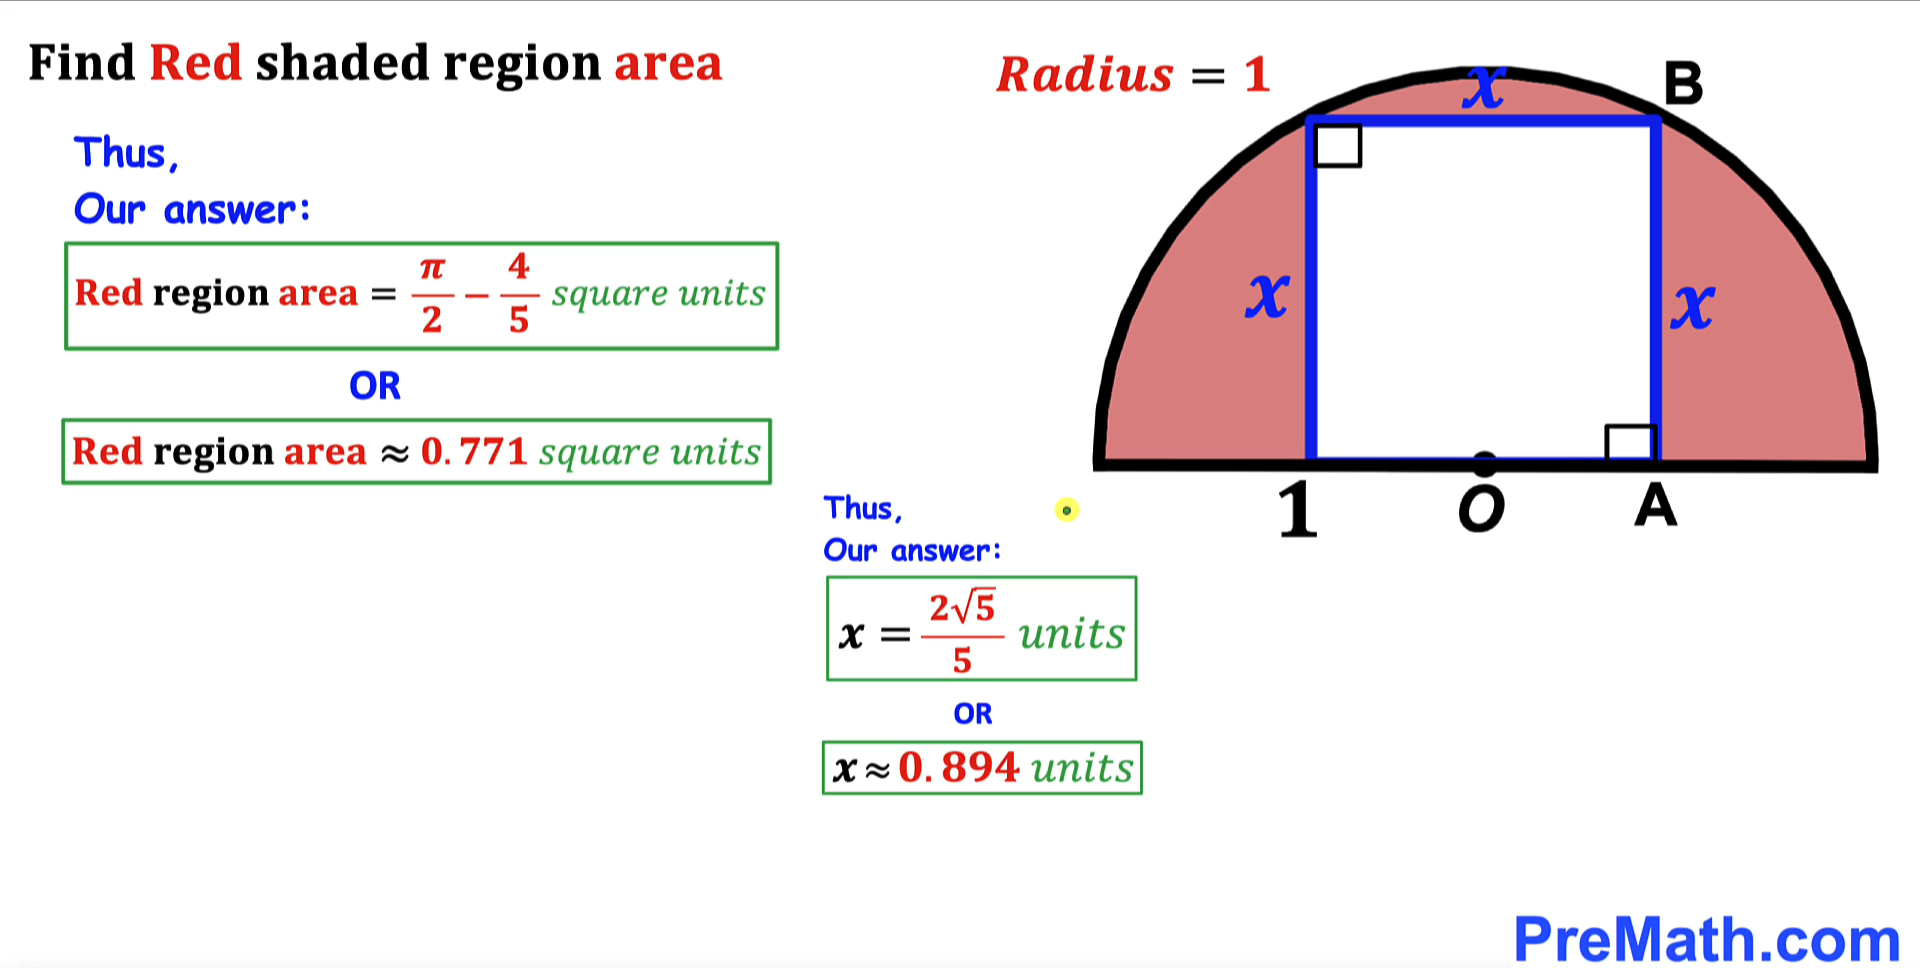 Find Red shaded region area
Radius = 1
Thus,
Our answer:
Red region area = π/2 − 4/5 square units
OR
Red region area ≈ 0.771 square units
x
B
x
x
1
O
A
Thus,
Our answer:
x = 2√5/5 units
OR
x ≈ 0.894 units
PreMath.com